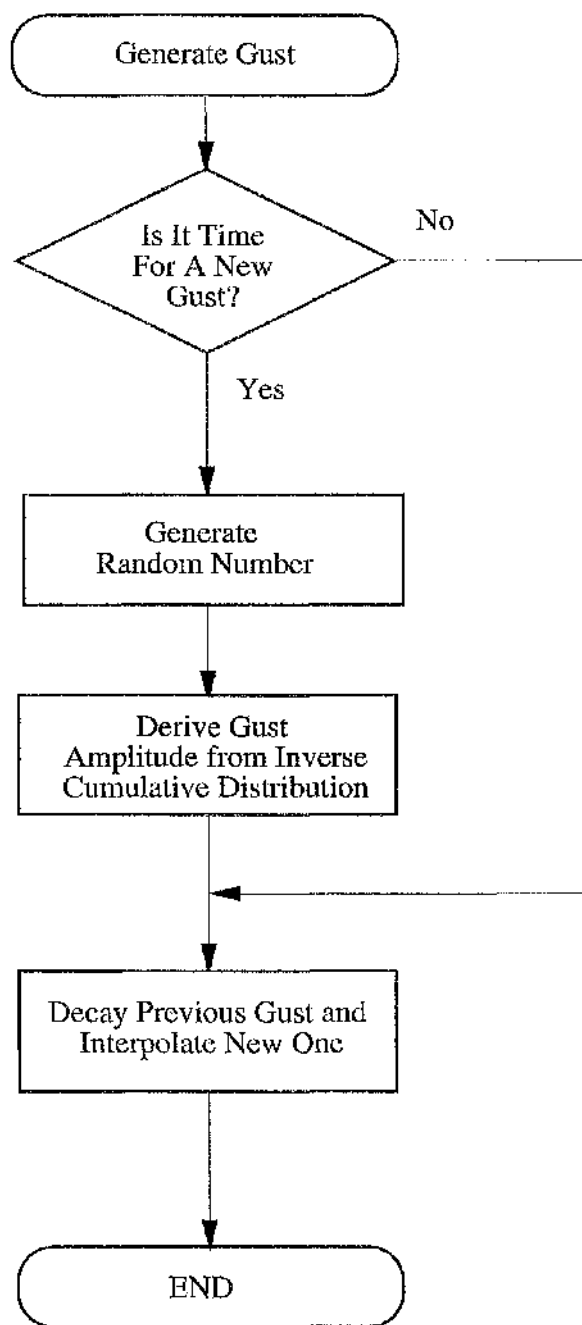 Generate Gust
Is It Time
For A New
Gust?
No
Yes
Generate
Random Number
Derive Gust
Amplitude from Inverse
Cumulative Distribution
Decay Previous Gust and
Interpolate New One
END